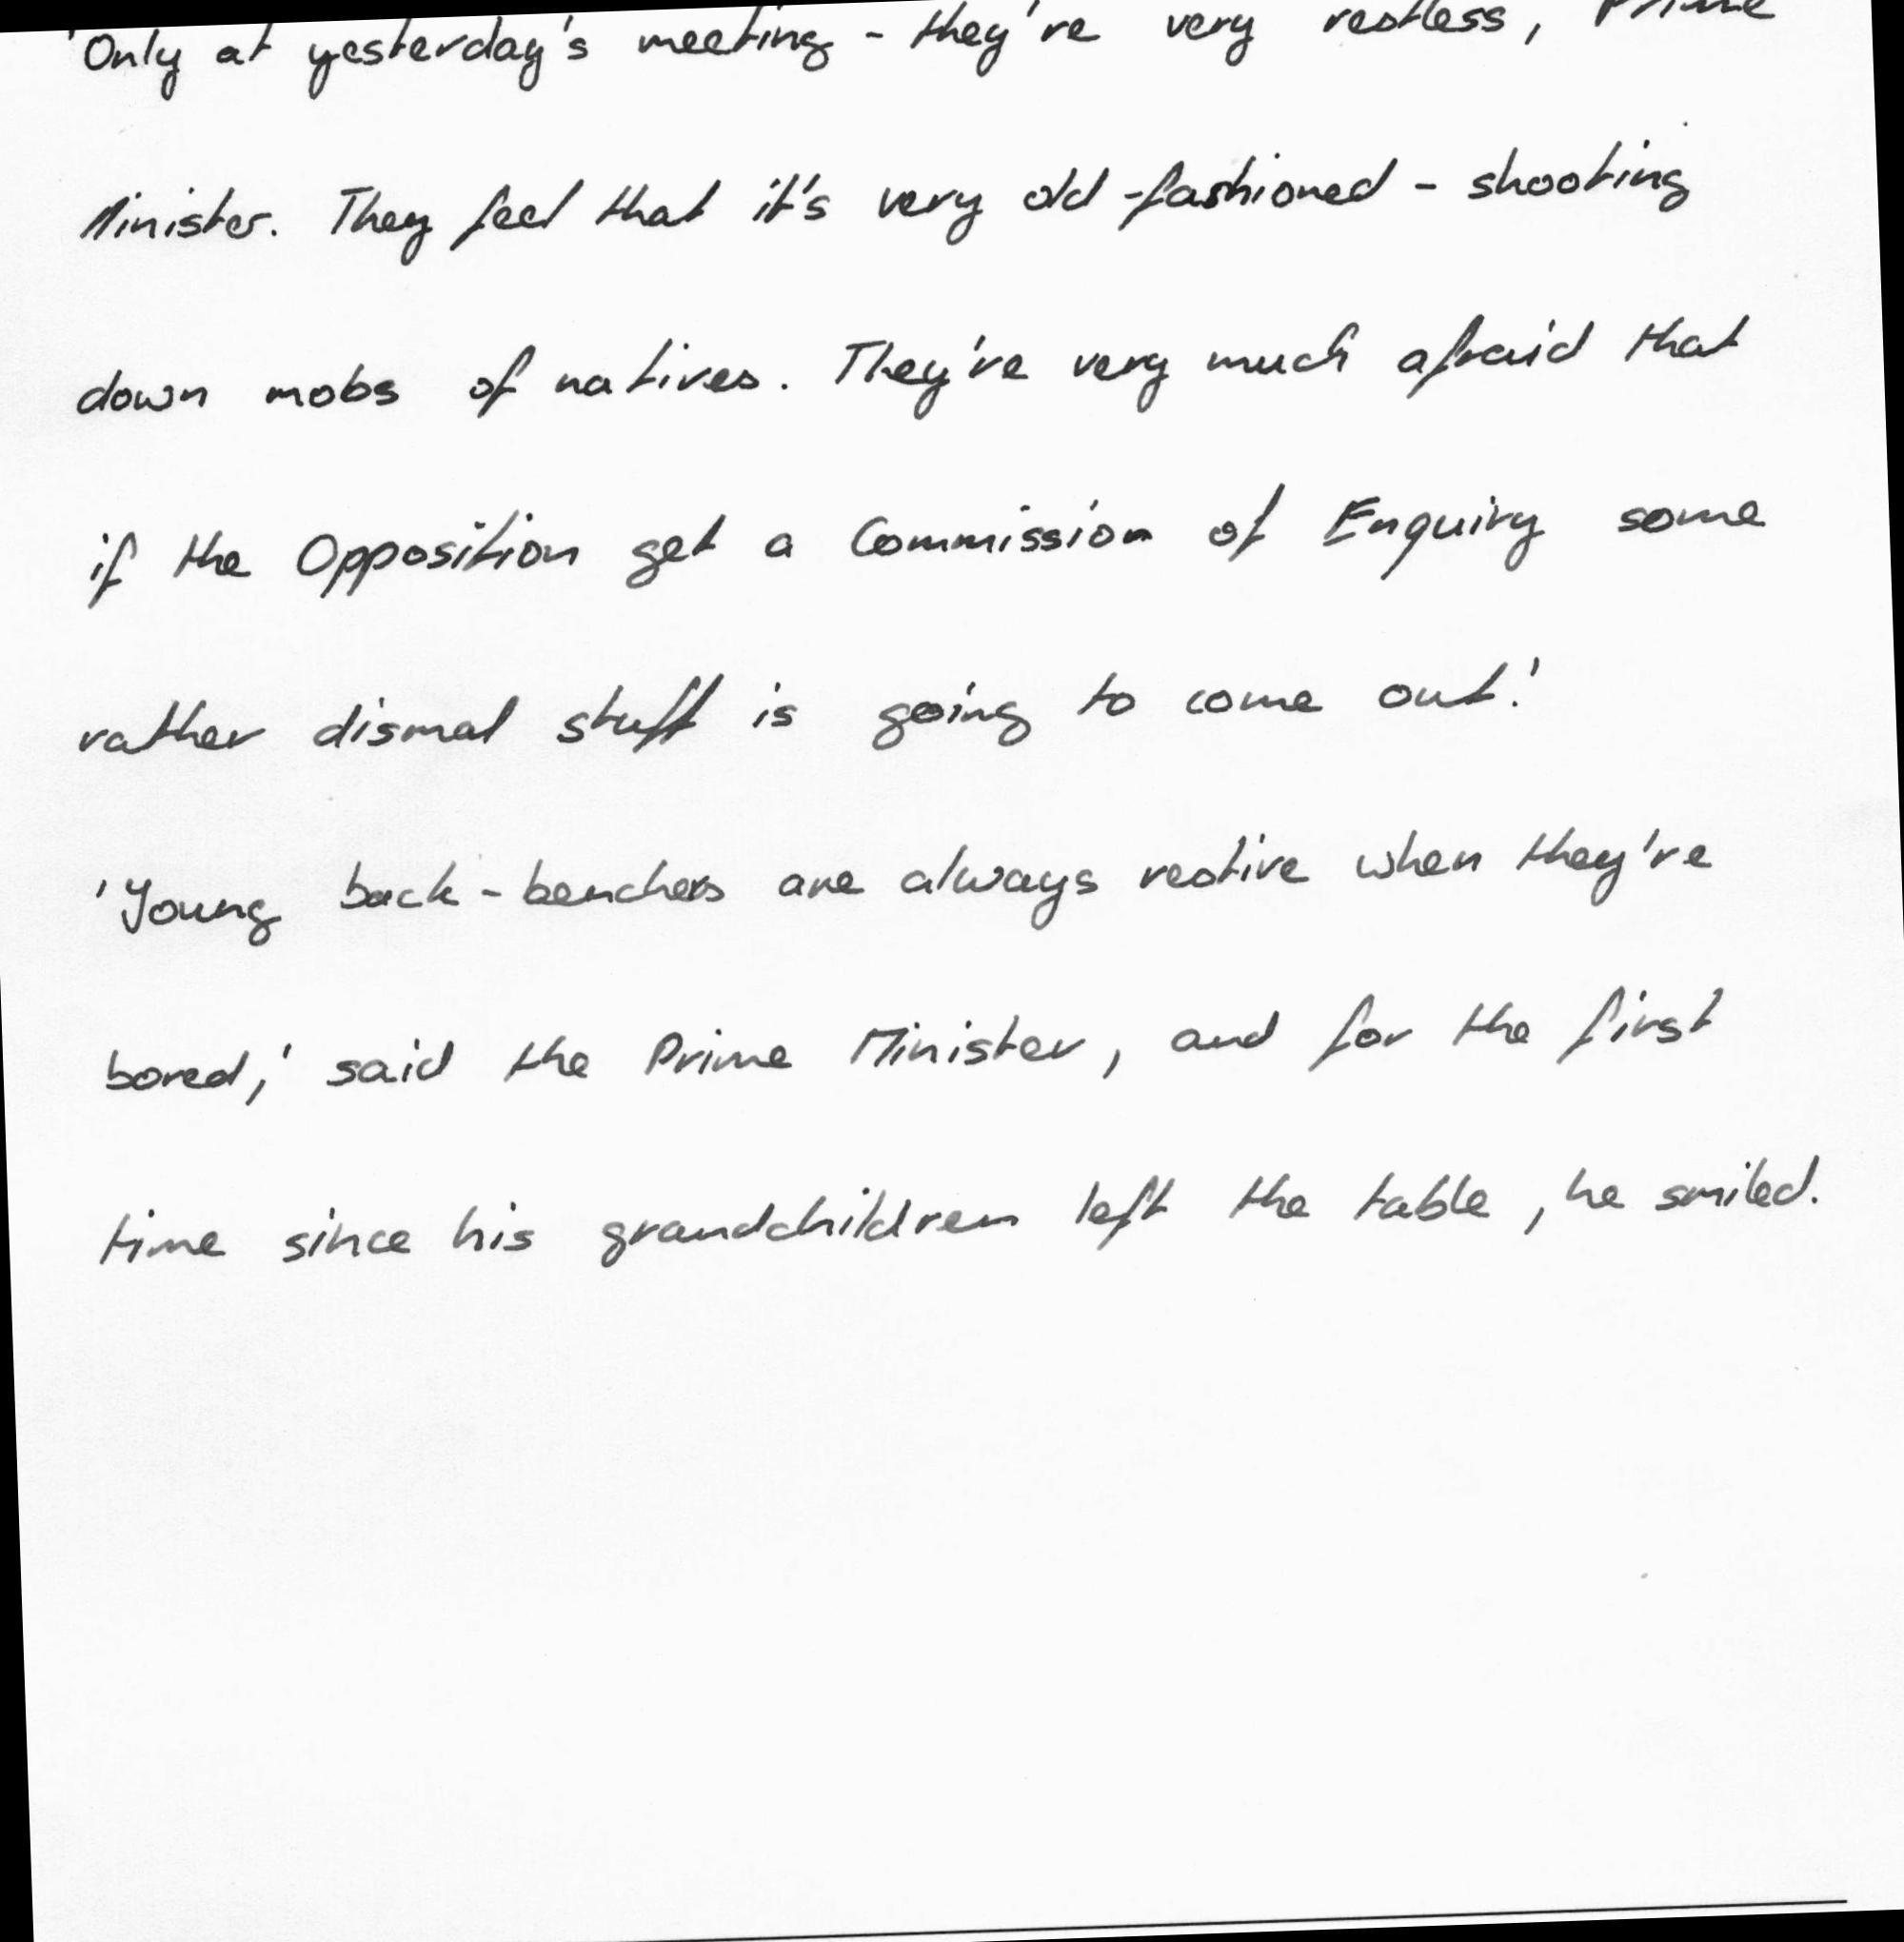 'Only at yesterday's meeting - they're very restless, Prime
Minister. They feel that it's very old-fashioned - shooting
down mobs of natives. They're very much afraid that
if the Opposition get a Commission of Enquiry some
rather dismal stuff is going to come out.'
'Young back-benchers are always restive when they're
bored,' said the Prime Minister, and for the first
time since his grandchildren left the table, he smiled.